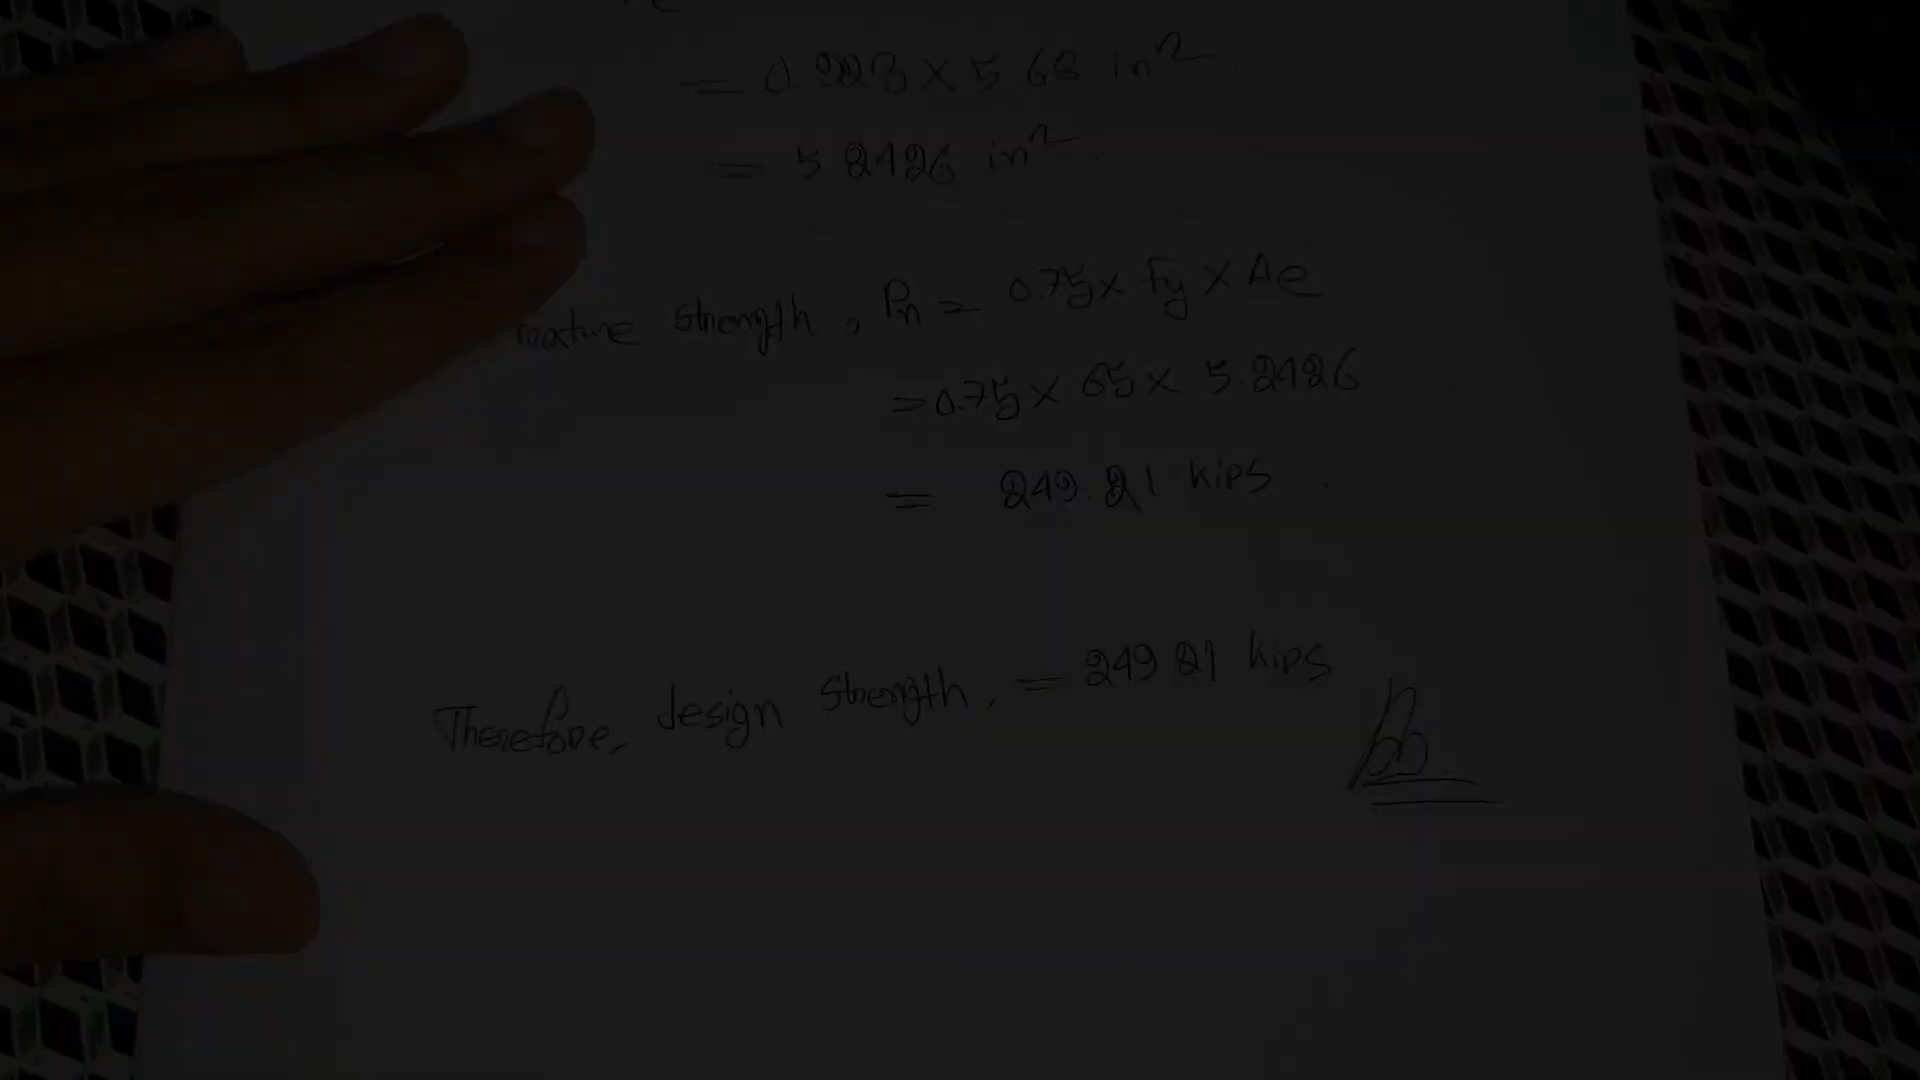 = 0.923 × 5.68 in²
= 5.2426 in²
strength, Pn = 0.75 × Fy × Ae
= 0.75 × 65 × 5.2426
= 249.21 kips
Therefore, design strength, = 249.21 kips